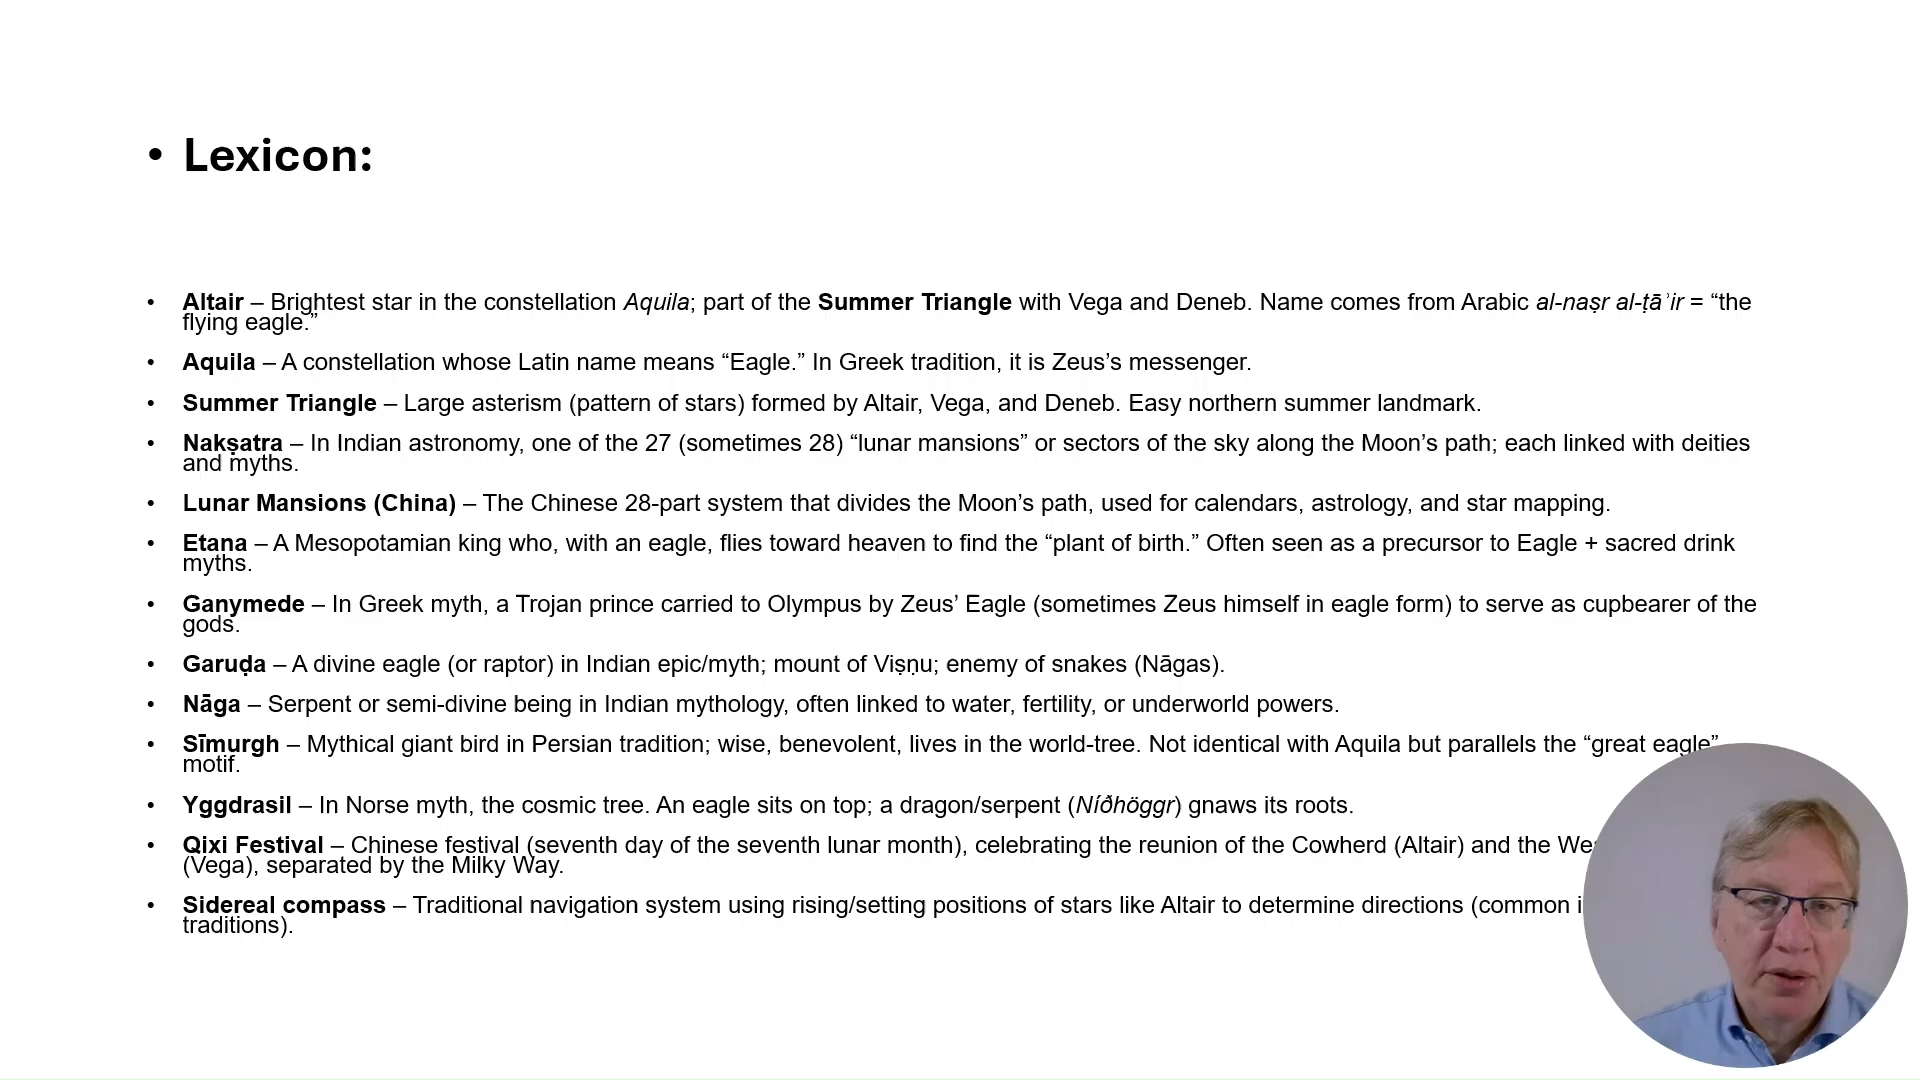 • Lexicon:
• Altair – Brightest star in the constellation Aquila; part of the Summer Triangle with Vega and Deneb. Name comes from Arabic al-naṣr al-ṭāʾir = “the
flying eagle.”
• Aquila – A constellation whose Latin name means “Eagle.” In Greek tradition, it is Zeus’s messenger.
• Summer Triangle – Large asterism (pattern of stars) formed by Altair, Vega, and Deneb. Easy northern summer landmark.
• Nakṣatra – In Indian astronomy, one of the 27 (sometimes 28) “lunar mansions” or sectors of the sky along the Moon’s path; each linked with deities
and myths.
• Lunar Mansions (China) – The Chinese 28-part system that divides the Moon’s path, used for calendars, astrology, and star mapping.
• Etana – A Mesopotamian king who, with an eagle, flies toward heaven to find the “plant of birth.” Often seen as a precursor to Eagle + sacred drink
myths.
• Ganymede – In Greek myth, a Trojan prince carried to Olympus by Zeus’ Eagle (sometimes Zeus himself in eagle form) to serve as cupbearer of the
gods.
• Garuḍa – A divine eagle (or raptor) in Indian epic/myth; mount of Viṣṇu; enemy of snakes (Nāgas).
• Nāga – Serpent or semi-divine being in Indian mythology, often linked to water, fertility, or underworld powers.
• Sīmurgh – Mythical giant bird in Persian tradition; wise, benevolent, lives in the world-tree. Not identical with Aquila but parallels the “great eagle”
motif.
• Yggdrasil – In Norse myth, the cosmic tree. An eagle sits on top; a dragon/serpent (Níðhöggr) gnaws its roots.
• Qixi Festival – Chinese festival (seventh day of the seventh lunar month), celebrating the reunion of the Cowherd (Altair) and the
(Vega), separated by the Milky Way.
• Sidereal compass – Traditional navigation system using rising/setting positions of stars like Altair to determine directions (common
traditions).